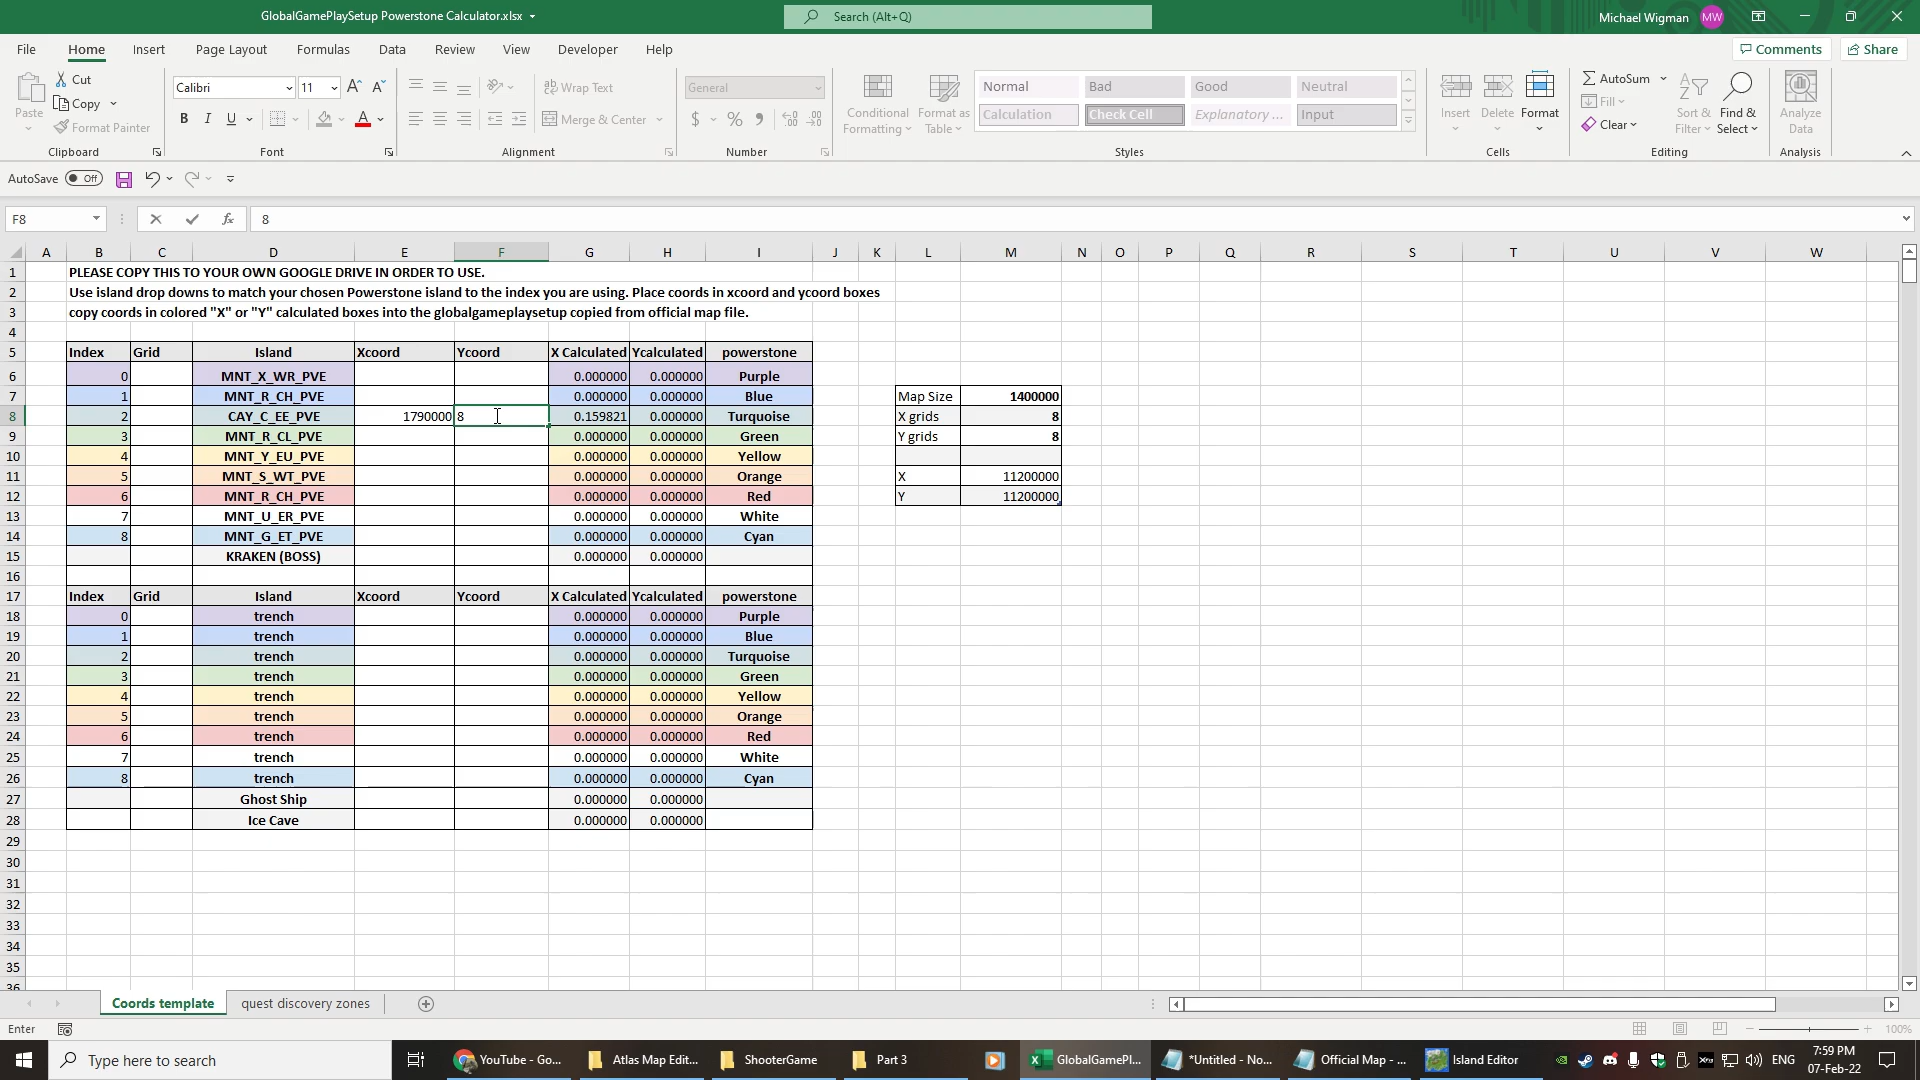 GlobalGamePlaySetup Powerstone Calculator.xlsx
Search (Alt+Q)
Michael Wigman MW
File Home Insert Page Layout Formulas Data Review View Developer Help
Comments Share
Paste Cut Copy Format Painter
Calibri 11
B I U A
Wrap Text
Merge & Center
General
$ %
Conditional Formatting
Format as Table
Normal Bad Good Neutral
Calculation Check Cell Explanatory ... Input
Insert Delete Format
AutoSum
Fill
Clear
Sort & Filter
Find & Select
Analyze Data
Clipboard Font Alignment Number Styles Cells Editing Analysis
AutoSave Off
F8 fx 8
A B C D E F G H I J K L M N O P Q R S T U V W
1 PLEASE COPY THIS TO YOUR OWN GOOGLE DRIVE IN ORDER TO USE.
2 Use island drop downs to match your chosen Powerstone island to the index you are using. Place coords in xcoord and ycoord boxes
3 copy coords in colored "X" or "Y" calculated boxes into the globalgameplaysetup copied from official map file.
4
5 Index Grid Island Xcoord Ycoord X Calculated Ycalculated powerstone
6 0 MNT_X_WR_PVE 0.000000 0.000000 Purple
7 1 MNT_R_CH_PVE 0.000000 0.000000 Blue Map Size 1400000
8 2 CAY_C_EE_PVE 1790000 8 0.159821 0.000000 Turquoise X grids 8
9 3 MNT_R_CL_PVE 0.000000 0.000000 Green Y grids 8
10 4 MNT_Y_EU_PVE 0.000000 0.000000 Yellow
11 5 MNT_S_WT_PVE 0.000000 0.000000 Orange X 11200000
12 6 MNT_R_CH_PVE 0.000000 0.000000 Red Y 11200000
13 7 MNT_U_ER_PVE 0.000000 0.000000 White
14 8 MNT_G_ET_PVE 0.000000 0.000000 Cyan
15 KRAKEN (BOSS) 0.000000 0.000000
16
17 Index Grid Island Xcoord Ycoord X Calculated Ycalculated powerstone
18 0 trench 0.000000 0.000000 Purple
19 1 trench 0.000000 0.000000 Blue
20 2 trench 0.000000 0.000000 Turquoise
21 3 trench 0.000000 0.000000 Green
22 4 trench 0.000000 0.000000 Yellow
23 5 trench 0.000000 0.000000 Orange
24 6 trench 0.000000 0.000000 Red
25 7 trench 0.000000 0.000000 White
26 8 trench 0.000000 0.000000 Cyan
27 Ghost Ship 0.000000 0.000000
28 Ice Cave 0.000000 0.000000
29
30
31
32
33
34
35
36
Coords template quest discovery zones
Enter 100%
Type here to search
YouTube - Go...
Atlas Map Edit...
ShooterGame
Part 3
GlobalGamePl...
*Untitled - No...
Official Map - ...
Island Editor
ENG
7:59 PM
07-Feb-22